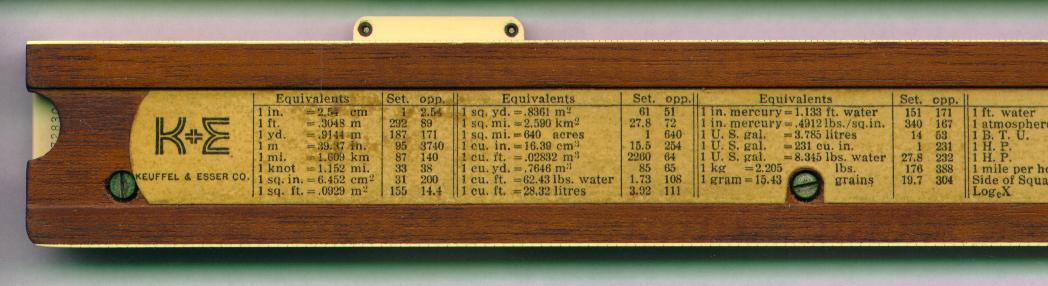 K+E
KEUFFEL & ESSER CO.
Equivalents Set. opp. Equivalents Set. opp. Equivalents Set. opp.
1 in. = 2.54 cm 1 2.54 1 sq. yd. = .8361 m² 61 51 1 in. mercury = 1.133 ft. water 151 171 1 ft. water
1 ft. = .3048 m 292 89 1 sq. mi. = 2.590 km² 27.8 72 1 in. mercury = .4912 lbs./sq.in. 340 167 1 atmosphere
1 yd. = .9144 m 187 171 1 sq. mi. = 640 acres 1 640 1 U. S. gal. = 3.785 litres 14 53 1 B. T. U.
1 m = 39.37 in. 95 3740 1 cu. in. = 16.39 cm³ 15.5 254 1 U. S. gal. = 231 cu. in. 1 231 1 H. P.
1 mi. = 1.609 km 87 140 1 cu. ft. = .02832 m³ 2260 64 1 U. S. gal. = 8.345 lbs. water 27.8 232 1 H. P.
1 knot = 1.152 mi. 33 38 1 cu. yd. = .7646 m³ 85 65 1 kg = 2.205 lbs. 176 388 1 mile per ho
1 sq. in. = 6.452 cm² 31 200 1 cu. ft. = 62.43 lbs. water 1.73 108 1 gram = 15.43 grains 19.7 304 Side of Squa
1 sq. ft. = .0929 m² 155 14.4 1 cu. ft. = 28.32 litres 3.92 111 LogₑX